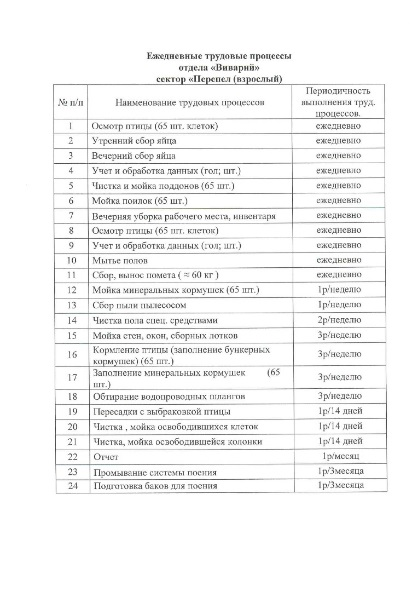 Ежедневные трудовые процессы
отдела «Виварий»
сектор «Перепел (взрослый)
№ п/п Наименование трудовых процессов Периодичность
выполнения труд.
процессов.
1 Осмотр птицы (65 шт. клеток) ежедневно
2 Утренний сбор яйца ежедневно
3 Вечерний сбор яйца ежедневно
4 Учет и обработка данных (гол; шт.) ежедневно
5 Чистка и мойка поддонов (65 шт.) ежедневно
6 Мойка поилок (65 шт.) ежедневно
7 Вечерняя уборка рабочего места, инвентаря ежедневно
8 Осмотр птицы (65 шт. клеток) ежедневно
9 Учет и обработка данных (гол; шт.) ежедневно
10 Мытье полов ежедневно
11 Сбор, вынос помета ( ≈ 60 кг ) ежедневно
12 Мойка минеральных кормушек (65 шт.) 1р/неделю
13 Сбор пыли пылесосом 1р/неделю
14 Чистка пола спец. средствами 2р/неделю
15 Мойка стен, окон, сборных лотков 3р/неделю
16 Кормление птицы (заполнение бункерных
кормушек) (65 шт.) 3р/неделю
17 Заполнение минеральных кормушек (65
шт.) 3р/неделю
18 Обтирание водопроводных шлангов 3р/неделю
19 Пересадки с выбраковкой птицы 1р/14 дней
20 Чистка , мойка освободившихся клеток 1р/14 дней
21 Чистка, мойка освободившейся колонки 1р/14 дней
22 Отчет 1р/месяц
23 Промывание системы поения 1р/3месяца
24 Подготовка баков для поения 1р/3месяца